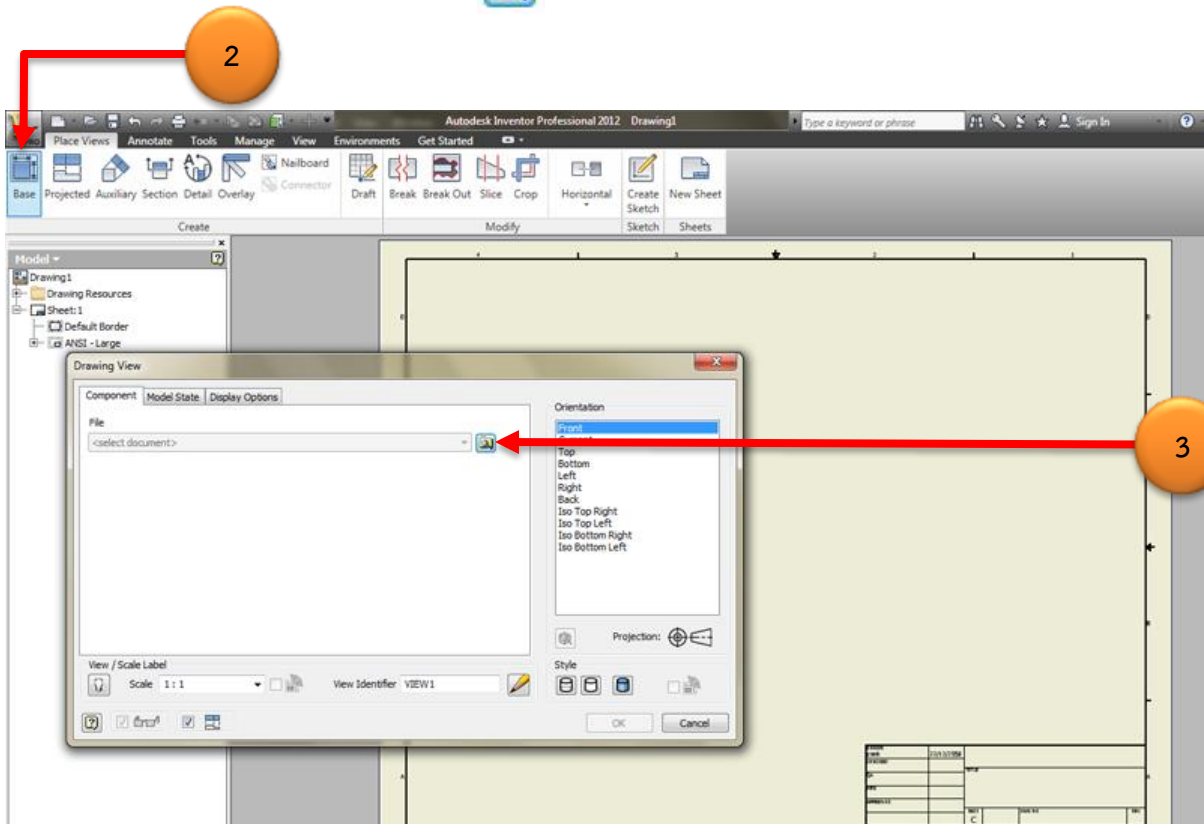 2
Autodesk Inventor Professional 2012 Drawing1
Type a keyword or phrase
Sign In
Place Views Annotate Tools Manage View Environments Get Started
Nailboard
Connector
Base Projected Auxiliary Section Detail Overlay Draft Break Break Out Slice Crop Horizontal Create Sketch New Sheet
Create Modify Sketch Sheets
Model
Drawing1
Drawing Resources
Sheet:1
Default Border
ANSI - Large
Drawing View
Component Model State Display Options
Orientation
File
<select document>
Front
Top
Bottom
Left
Right
Back
Iso Top Right
Iso Top Left
Iso Bottom Right
Iso Bottom Left
3
Projection:
View / Scale Label
Style
Scale 1 : 1
View Identifier VIEW1
OK Cancel
C